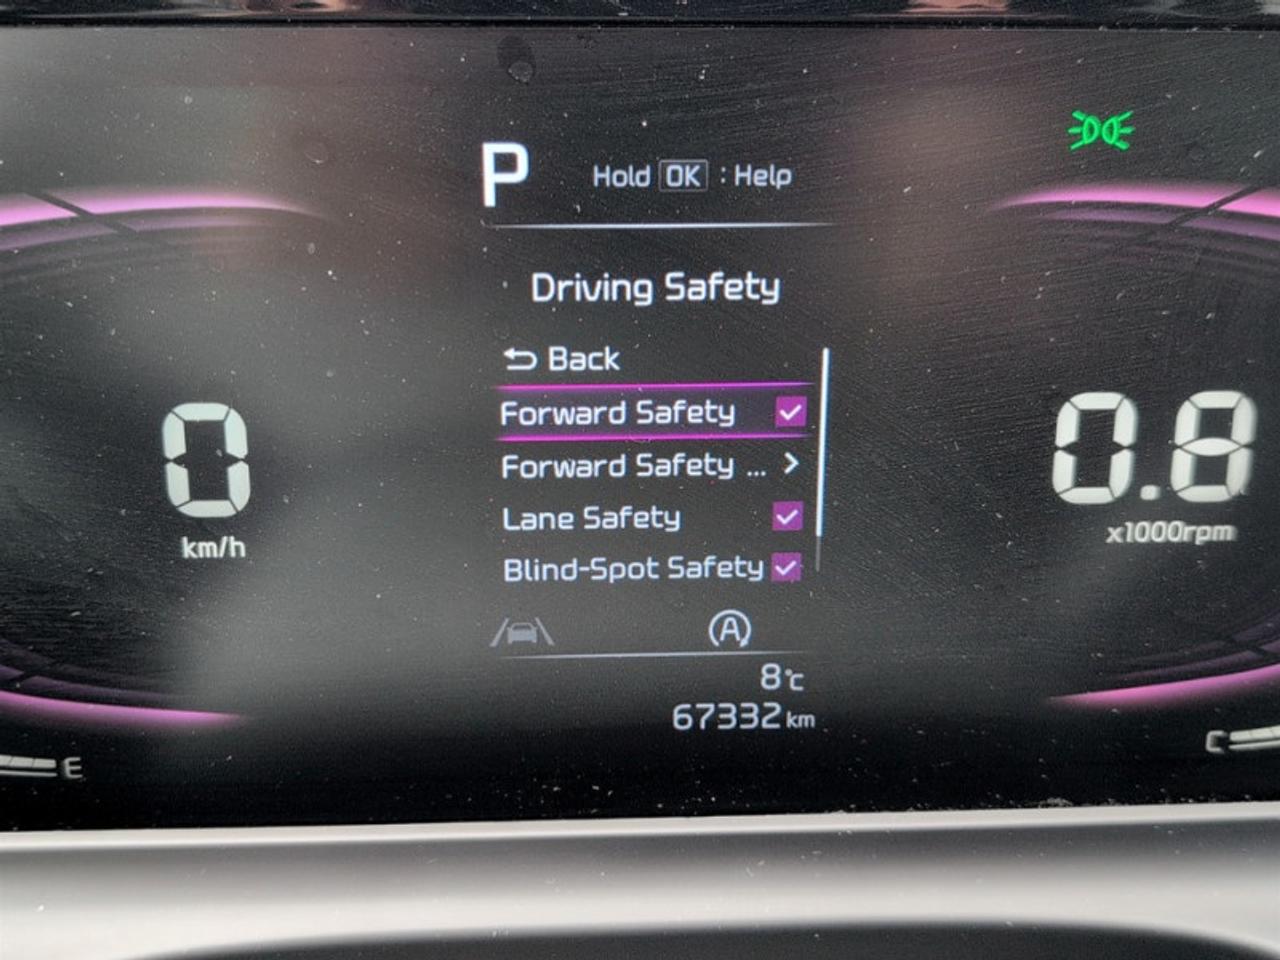 P
Hold OK : Help
Driving Safety
Back
Forward Safety
Forward Safety ...
Lane Safety
Blind-Spot Safety
0
km/h
0.8
x1000rpm
A
8°C
67332 km
E
C